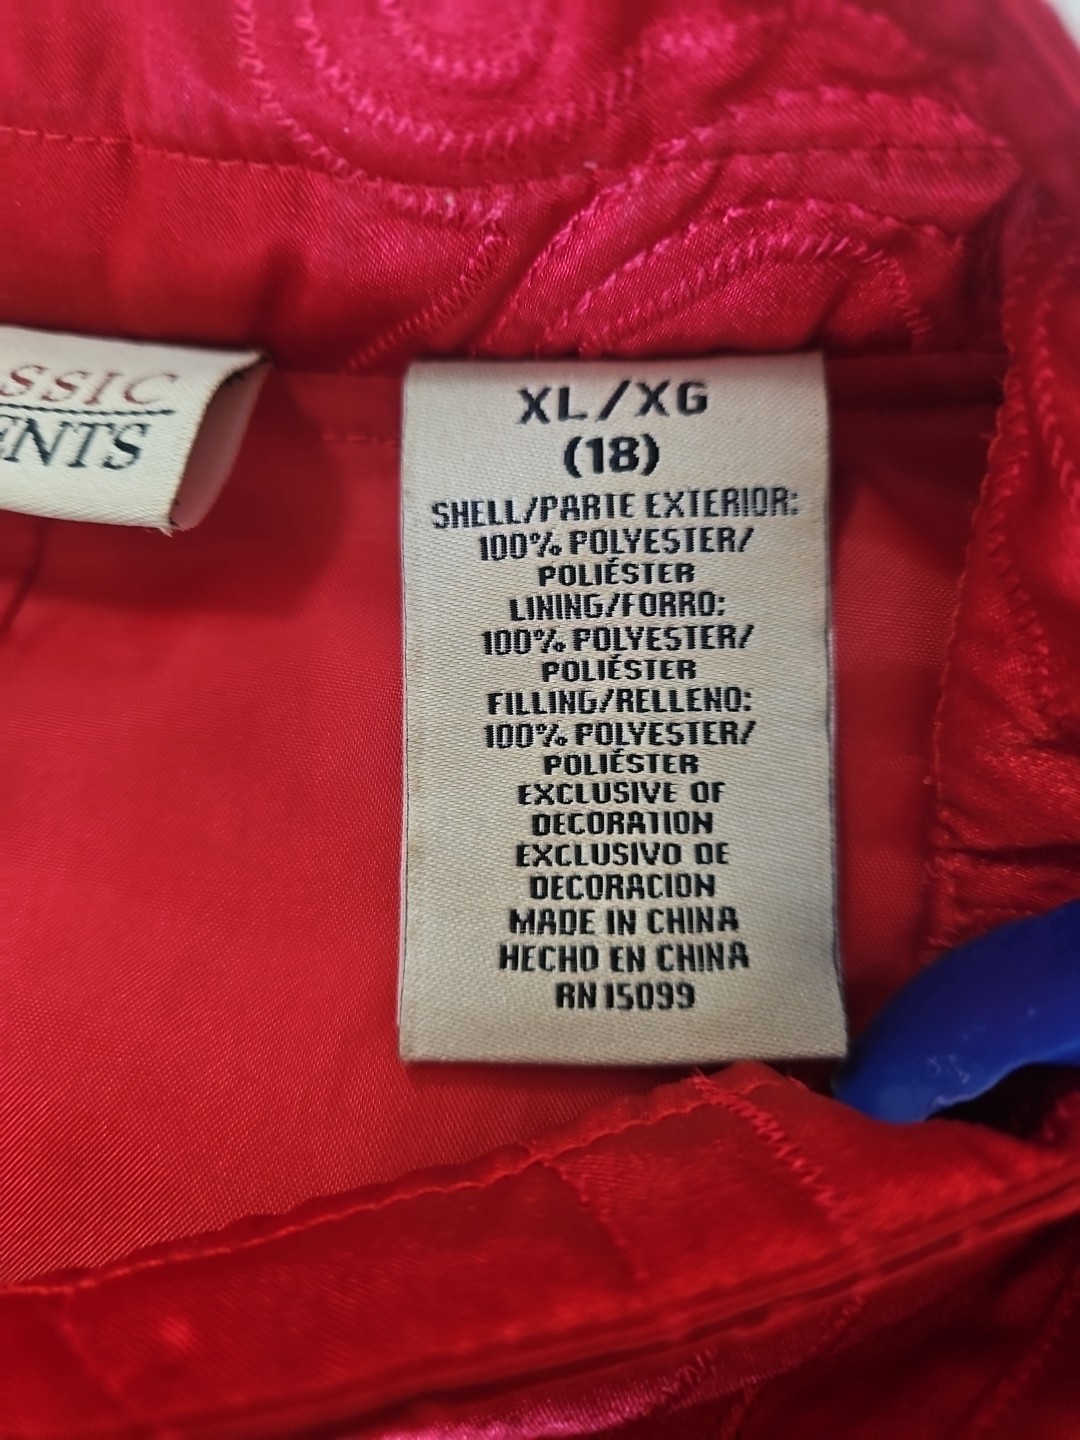 SSIC
ENTS
XL/XG
(18)
SHELL/PARTE EXTERIOR:
100% POLYESTER/
POLIÉSTER
LINING/FORRO:
100% POLYESTER/
POLIÉSTER
FILLING/RELLENO:
100% POLYESTER/
POLIÉSTER
EXCLUSIVE OF
DECORATION
EXCLUSIVO DE
DECORACION
MADE IN CHINA
HECHO EN CHINA
RN 15099